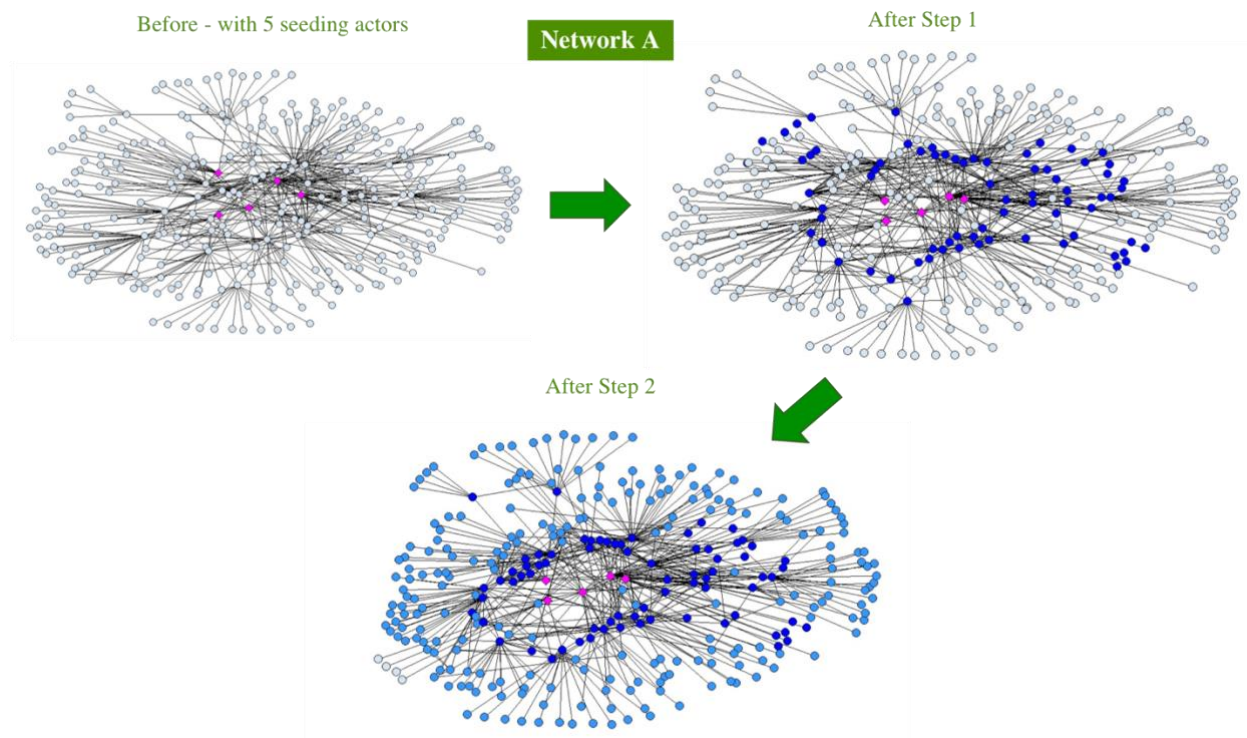 Before - with 5 seeding actors
Network A
After Step 1
After Step 2